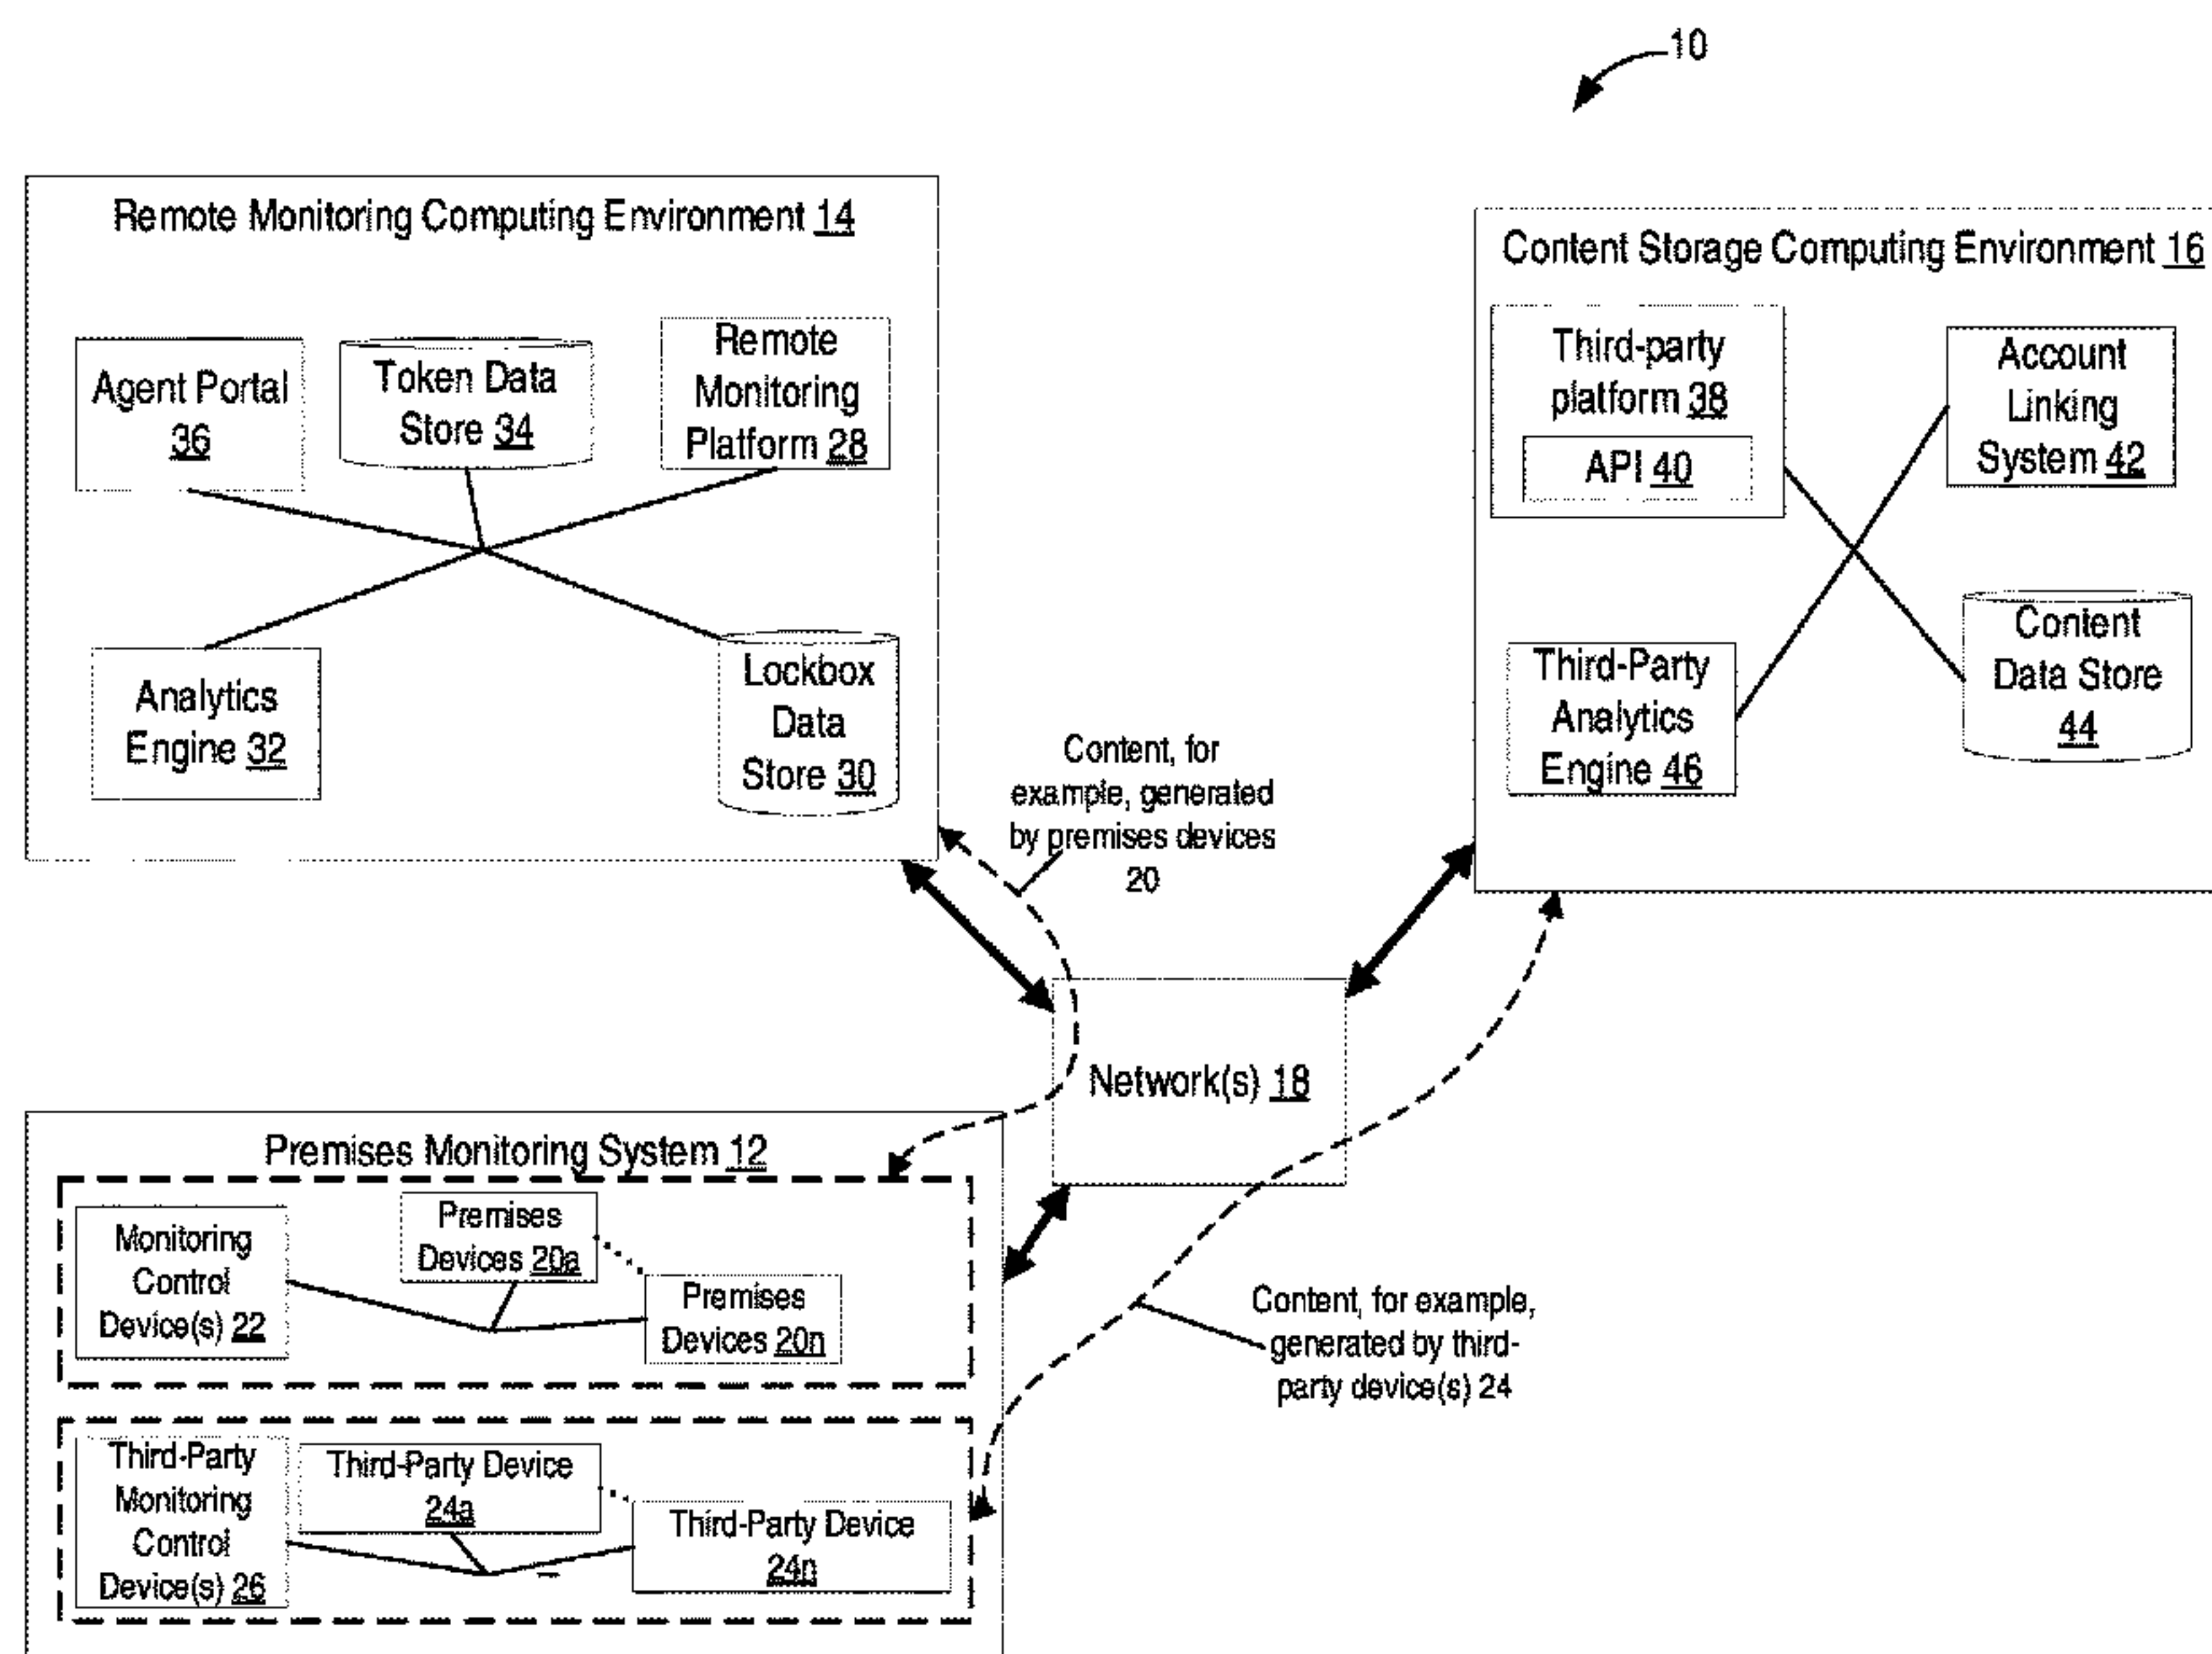 10
Remote Monitoring Computing Environment 14
Agent Portal
36
Token Data
Store 34
Remote
Monitoring
Platform 28
Analytics
Engine 32
Lockbox
Data
Store 30
Content Storage Computing Environment 16
Third-party
platform 38
API 40
Account
Linking
System 42
Third-Party
Analytics
Engine 46
Content
Data Store
44
Content, for
example, generated
by premises devices
20
Network(s) 18
Premises Monitoring System 12
Monitoring
Control
Device(s) 22
Premises
Devices 20a
Premises
Devices 20n
Third-Party
Monitoring
Control
Device(s) 26
Third-Party Device
24a
Third-Party Device
24n
Content, for example,
generated by third-
party device(s) 24